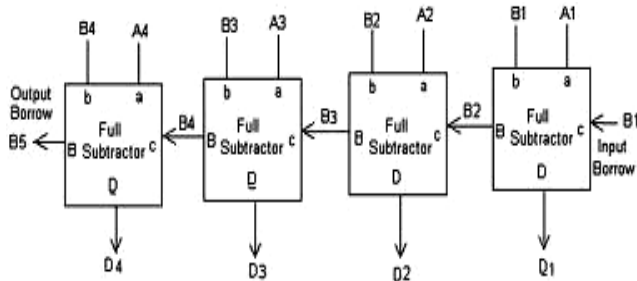 B4 A4 B3 A3 B2 A2 B1 A1
b a b a b a b a
Output
Borrow
B5
B Full Subtractor c
B4
B Full Subtractor c
B3
B Full Subtractor c
B2
B Full Subtractor c
B1
Input
Borrow
D D D D
D4 D3 D2 D1